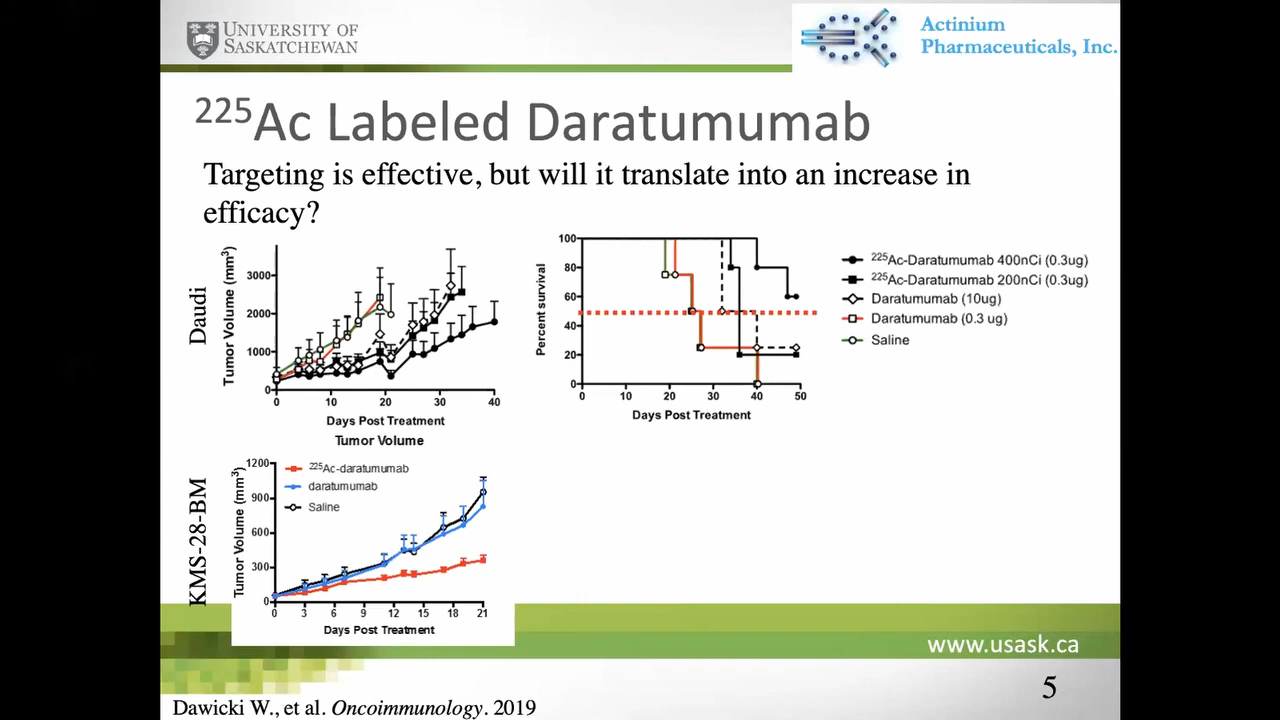 UNIVERSITY OF
SASKATCHEWAN
Actinium
Pharmaceuticals, Inc.
225Ac Labeled Daratumumab
Targeting is effective, but will it translate into an increase in
efficacy?
Daudi
Tumor Volume (mm3)
3000
2000
1000
0
0 10 20 30 40
Days Post Treatment
Percent survival
100
80
60
40
20
0
0 10 20 30 40 50
Days Post Treatment
225Ac-Daratumumab 400nCi (0.3ug)
225Ac-Daratumumab 200nCi (0.3ug)
Daratumumab (10ug)
Daratumumab (0.3 ug)
Saline
KMS-28-BM
Tumor Volume
Tumor Volume (mm3)
1200
900
600
300
0
225Ac-daratumumab
daratumumab
Saline
0 3 6 9 12 15 18 21
Days Post Treatment
www.usask.ca
5
Dawicki W., et al. Oncoimmunology. 2019